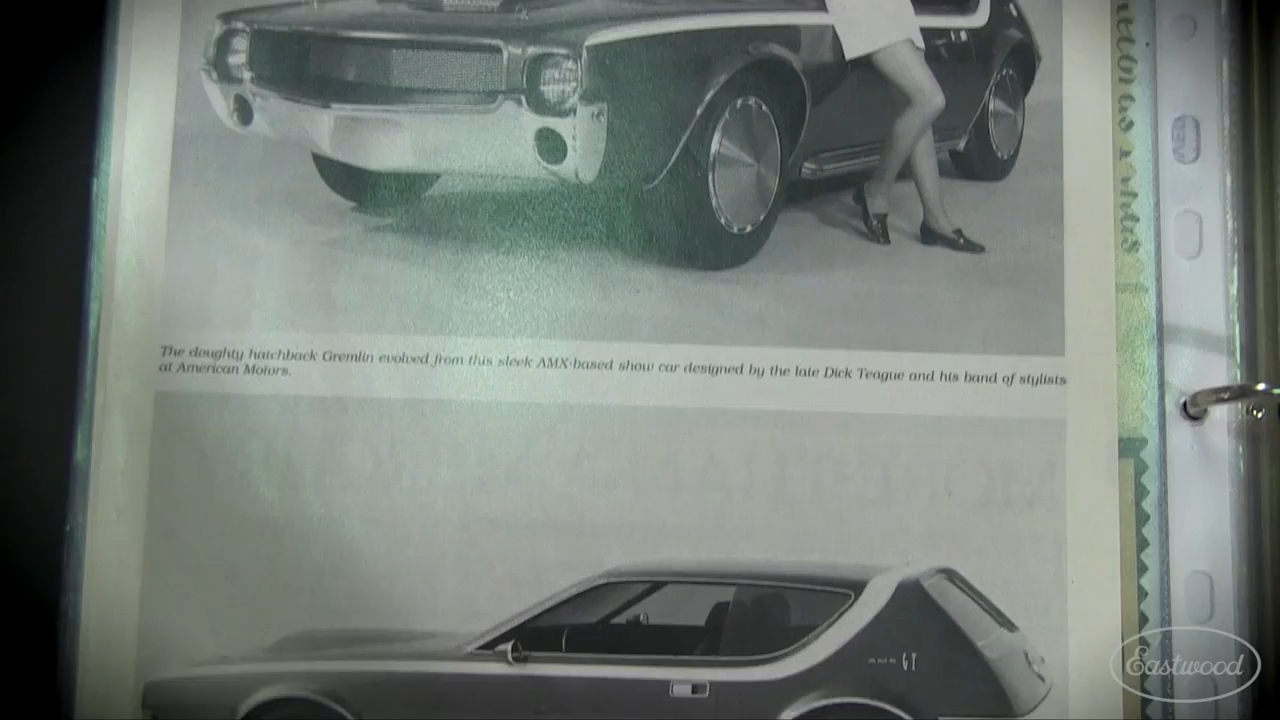 The doughty hatchback Gremlin evolved from this sleek AMX-based show car designed by the late Dick Teague and his band of stylists
at American Motors.
GT
Eastwood